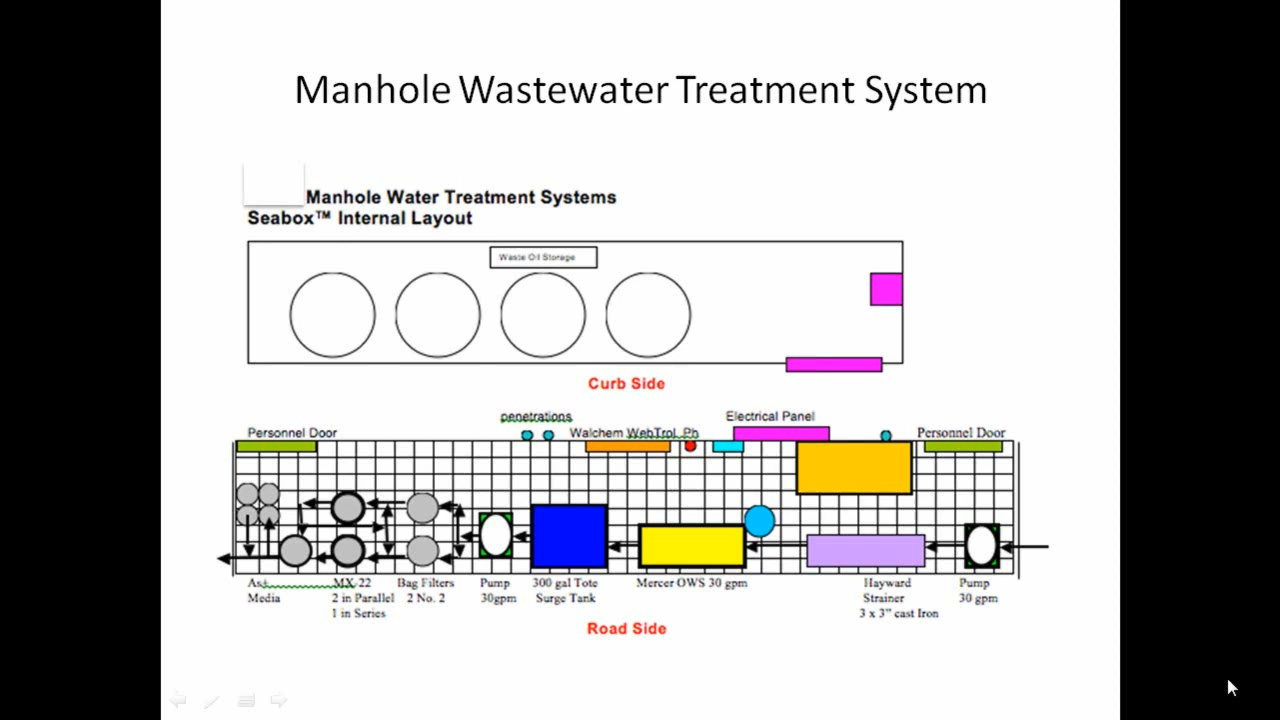 Manhole Wastewater Treatment System
Manhole Water Treatment Systems
Seabox™ Internal Layout
Waste Oil Storage
Curb Side
penetrations
Electrical Panel
Personnel Door
Walchem WebTrol Ph
Personnel Door
As+
Media
MX-22
2 in Parallel
1 in Series
Bag Filters
2 No. 2
Pump
30gpm
300 gal Tote
Surge Tank
Mercer OWS 30 gpm
Hayward
Strainer
3 x 3" cast Iron
Pump
30 gpm
Road Side